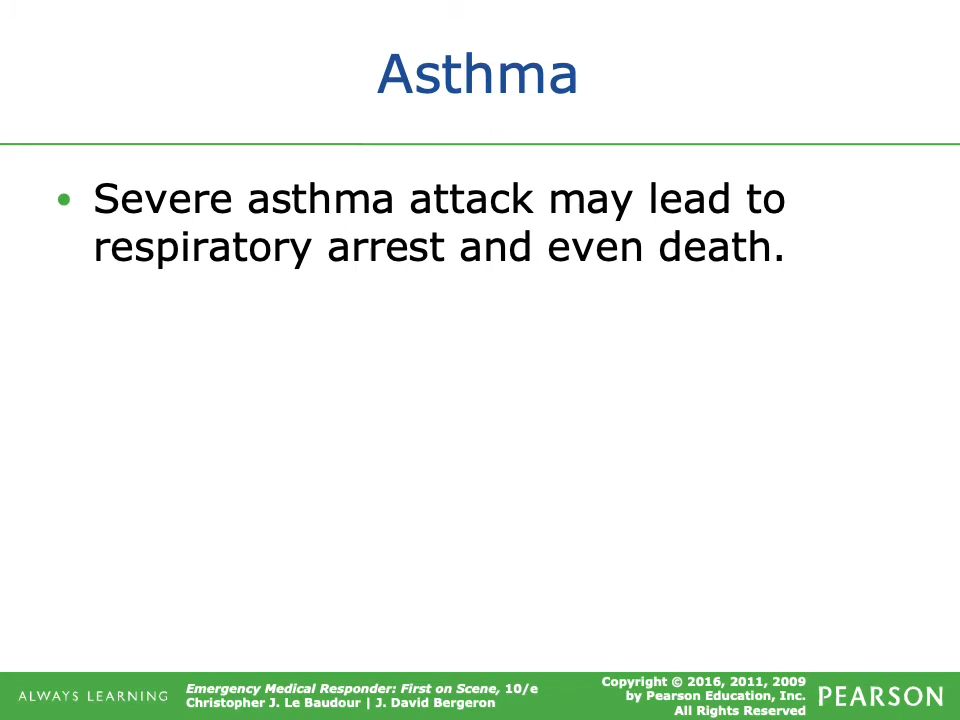 Asthma
• Severe asthma attack may lead to
respiratory arrest and even death.
ALWAYS LEARNING
Emergency Medical Responder: First on Scene, 10/e
Christopher J. Le Baudour | J. David Bergeron
Copyright © 2016, 2011, 2009
by Pearson Education, Inc.
All Rights Reserved
PEARSON